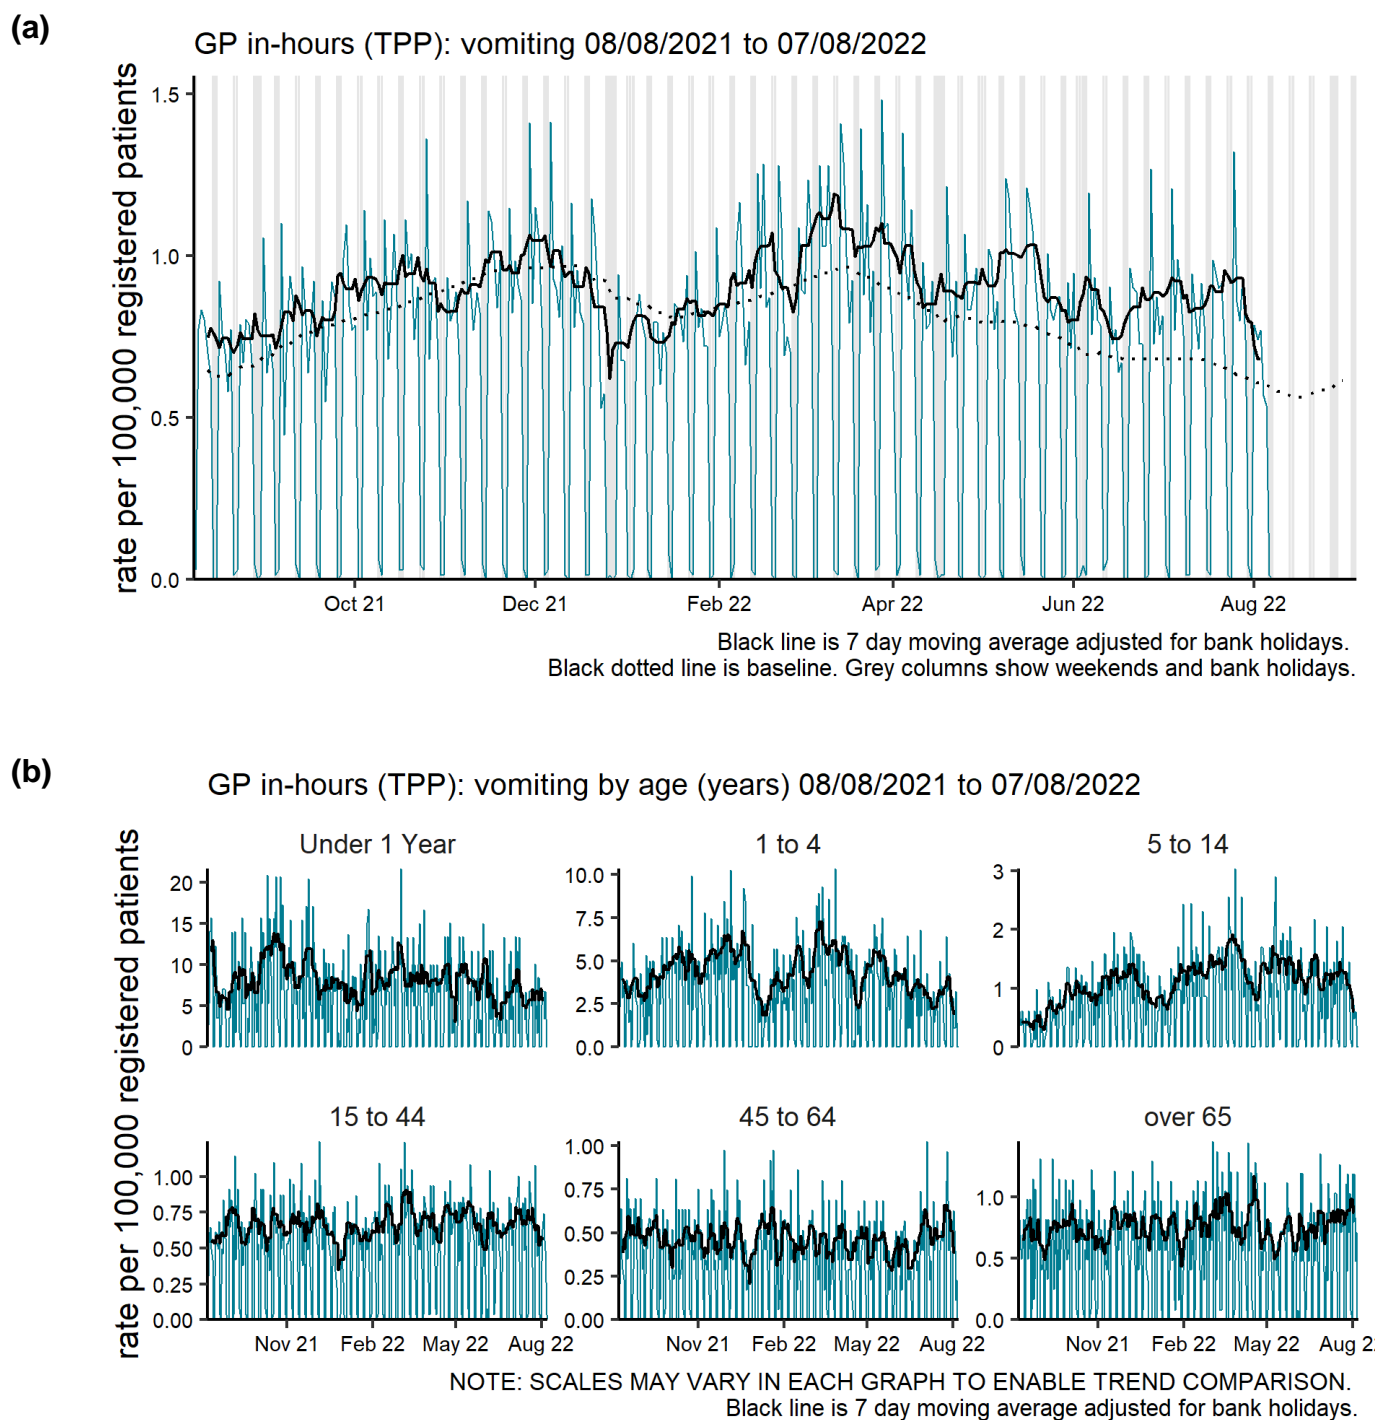 (a)
GP in-hours (TPP): vomiting 08/08/2021 to 07/08/2022
rate per 100,000 registered patients
1.5
1.0
0.5
0.0
Oct 21 Dec 21 Feb 22 Apr 22 Jun 22 Aug 22
Black line is 7 day moving average adjusted for bank holidays.
Black dotted line is baseline. Grey columns show weekends and bank holidays.
(b)
GP in-hours (TPP): vomiting by age (years) 08/08/2021 to 07/08/2022
rate per 100,000 registered patients
Under 1 Year 1 to 4 5 to 14
20
15
10
5
0
10.0
7.5
5.0
2.5
0.0
3
2
1
0
15 to 44 45 to 64 over 65
1.00
0.75
0.50
0.25
0.00
1.00
0.75
0.50
0.25
0.00
1.0
0.5
0.0
Nov 21 Feb 22 May 22 Aug 22 Nov 21 Feb 22 May 22 Aug 22 Nov 21 Feb 22 May 22 Aug 2
NOTE: SCALES MAY VARY IN EACH GRAPH TO ENABLE TREND COMPARISON.
Black line is 7 day moving average adjusted for bank holidays.